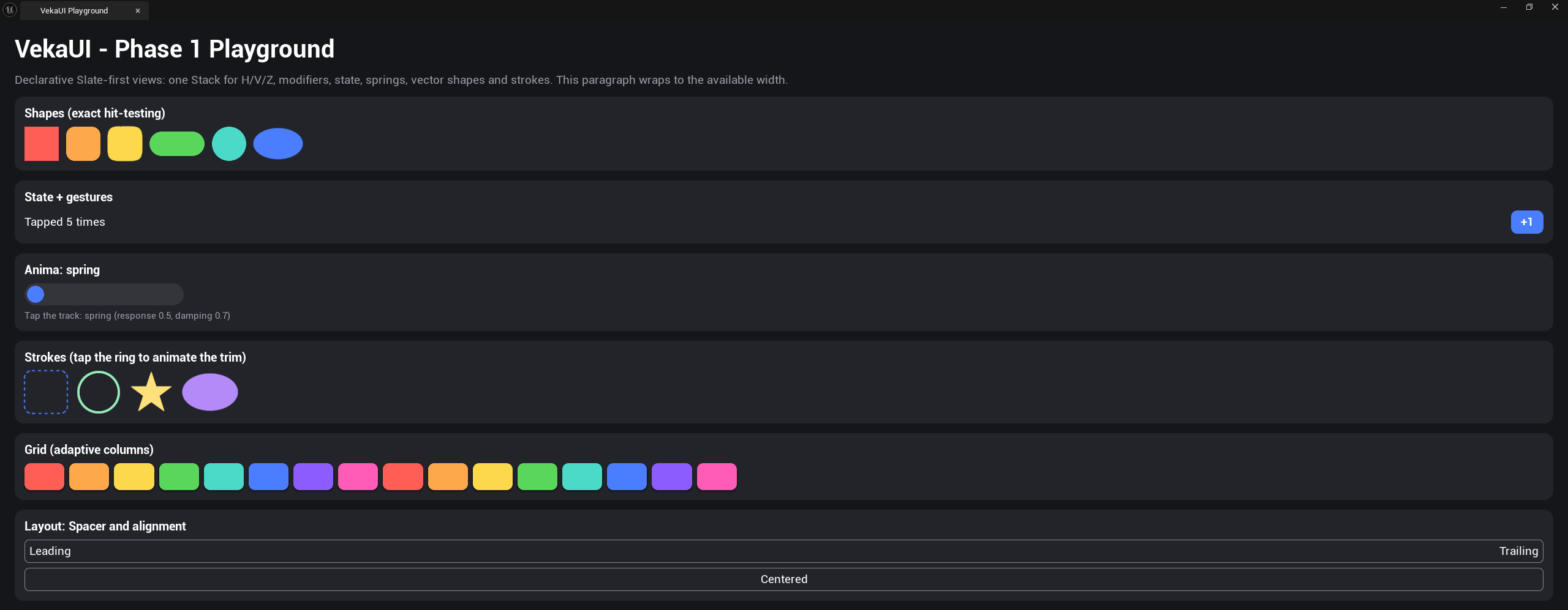 VekaUI Playground
VekaUI - Phase 1 Playground
Declarative Slate-first views: one Stack for H/V/Z, modifiers, state, springs, vector shapes and strokes. This paragraph wraps to the available width.
Shapes (exact hit-testing)
State + gestures
Tapped 5 times
+1
Anima: spring
Tap the track: spring (response 0.5, damping 0.7)
Strokes (tap the ring to animate the trim)
Grid (adaptive columns)
Layout: Spacer and alignment
Leading
Trailing
Centered